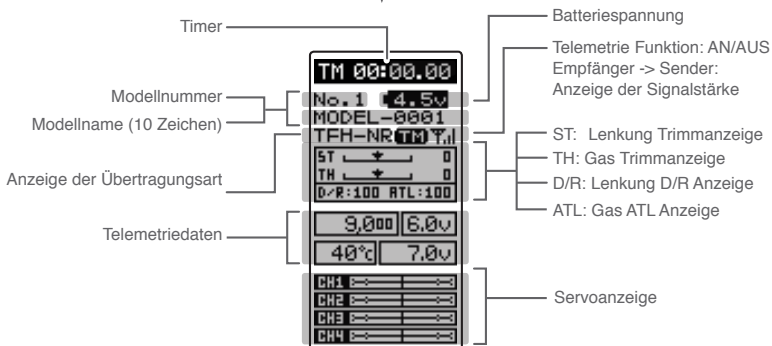 Timer
Modellnummer
Modellname (10 Zeichen)
Anzeige der Übertragungsart
Telemetriedaten
TM 00:00.00
No.1 4.5v
MODEL-0001
TFH-NR TM
ST 0
TH 0
D/R:100 ATL:100
9,000 6.0v
40°c 7.0v
CH1
CH2
CH3
CH4
Batteriespannung
Telemetrie Funktion: AN/AUS
Empfänger -> Sender:
Anzeige der Signalstärke
ST: Lenkung Trimmanzeige
TH: Gas Trimmanzeige
D/R: Lenkung D/R Anzeige
ATL: Gas ATL Anzeige
Servoanzeige